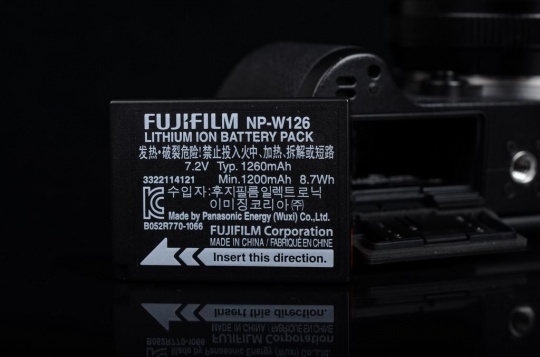 FUJIFILM NP-W126
LITHIUM ION BATTERY PACK
发热·破裂危险!禁止投入火中、加热、拆解或短路
7.2V Typ. 1260mAh
3322114121 Min.1200mAh 8.7Wh
수입자:후지필름일렉트로닉
이미징코리아㈜
Made by Panasonic Energy (Wuxi) Co.,Ltd.
B052R770-1066
FUJIFILM Corporation
MADE IN CHINA / FABRIQUÉ EN CHINE
Insert this direction.